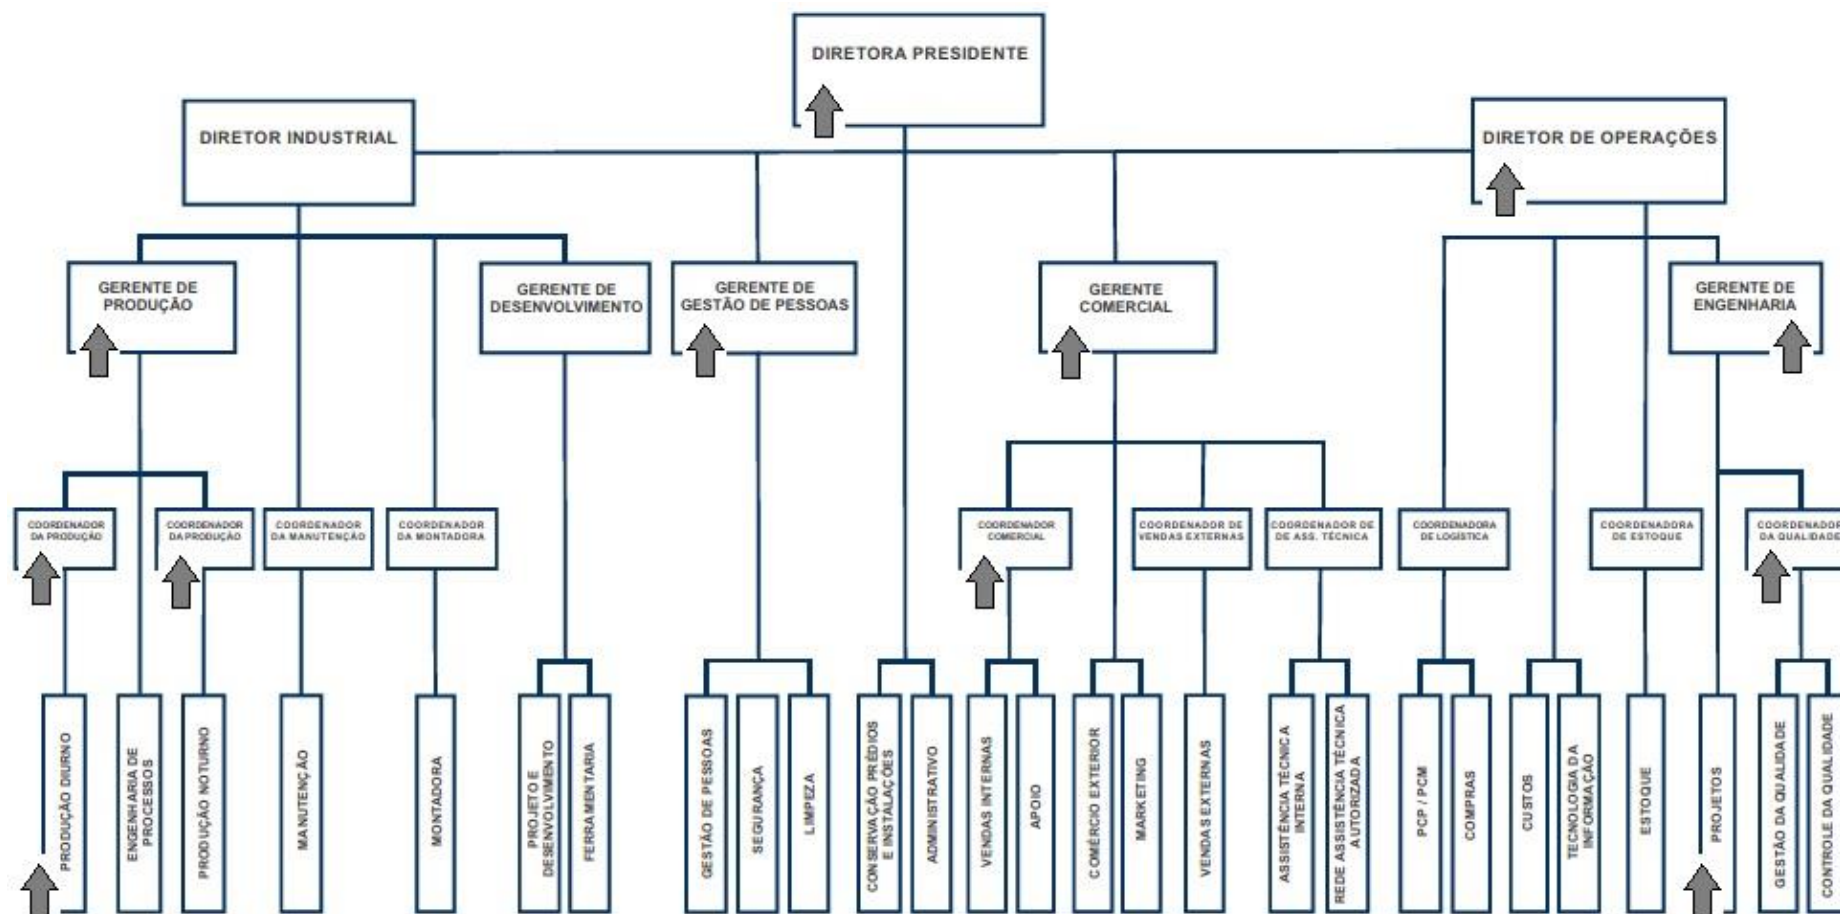 DIRETORA PRESIDENTE
DIRETOR INDUSTRIAL
DIRETOR DE OPERAÇÕES
GERENTE DE
PRODUÇÃO
GERENTE DE
DESENVOLVIMENTO
GERENTE DE
GESTÃO DE PESSOAS
GERENTE
COMERCIAL
GERENTE DE
ENGENHARIA
COORDENADOR
DA PRODUÇÃO
COORDENADOR
DA PRODUÇÃO
COORDENADOR
DA MANUTENÇÃO
COORDENADOR
DA MONTADORA
COORDENADOR
COMERCIAL
COORDENADOR DE
VENDAS EXTERNAS
COORDENADOR DE
DE ASS. TÉCNICA
COORDENADORA
DE LOGÍSTICA
COORDENADORA
DE ESTOQUE
COORDENADOR
DA QUALIDADE
PRODUÇÃO DIURNO
ENGENHARIA DE
PROCESSOS
PRODUÇÃO NOTURNO
MANUTENÇÃO
MONTADORA
PROJETO E
DESENVOLVIMENTO
FERRAMENTARIA
GESTÃO DE PESSOAS
SEGURANÇA
LIMPEZA
CONSERVAÇÃO PRÉDIOS
E INSTALAÇÕES
ADMINISTRATIVO
VENDAS INTERNAS
APOIO
COMÉRCIO EXTERIOR
MARKETING
VENDAS EXTERNAS
ASSISTÊNCIA TÉCNICA
INTERNA
REDE ASSISTÊNCIA TÉCNICA
AUTORIZADA
PCP / PCM
COMPRAS
CUSTOS
TECNOLOGIA DA
INFORMAÇÃO
ESTOQUE
PROJETOS
GESTÃO DA QUALIDADE
CONTROLE DA QUALIDADE